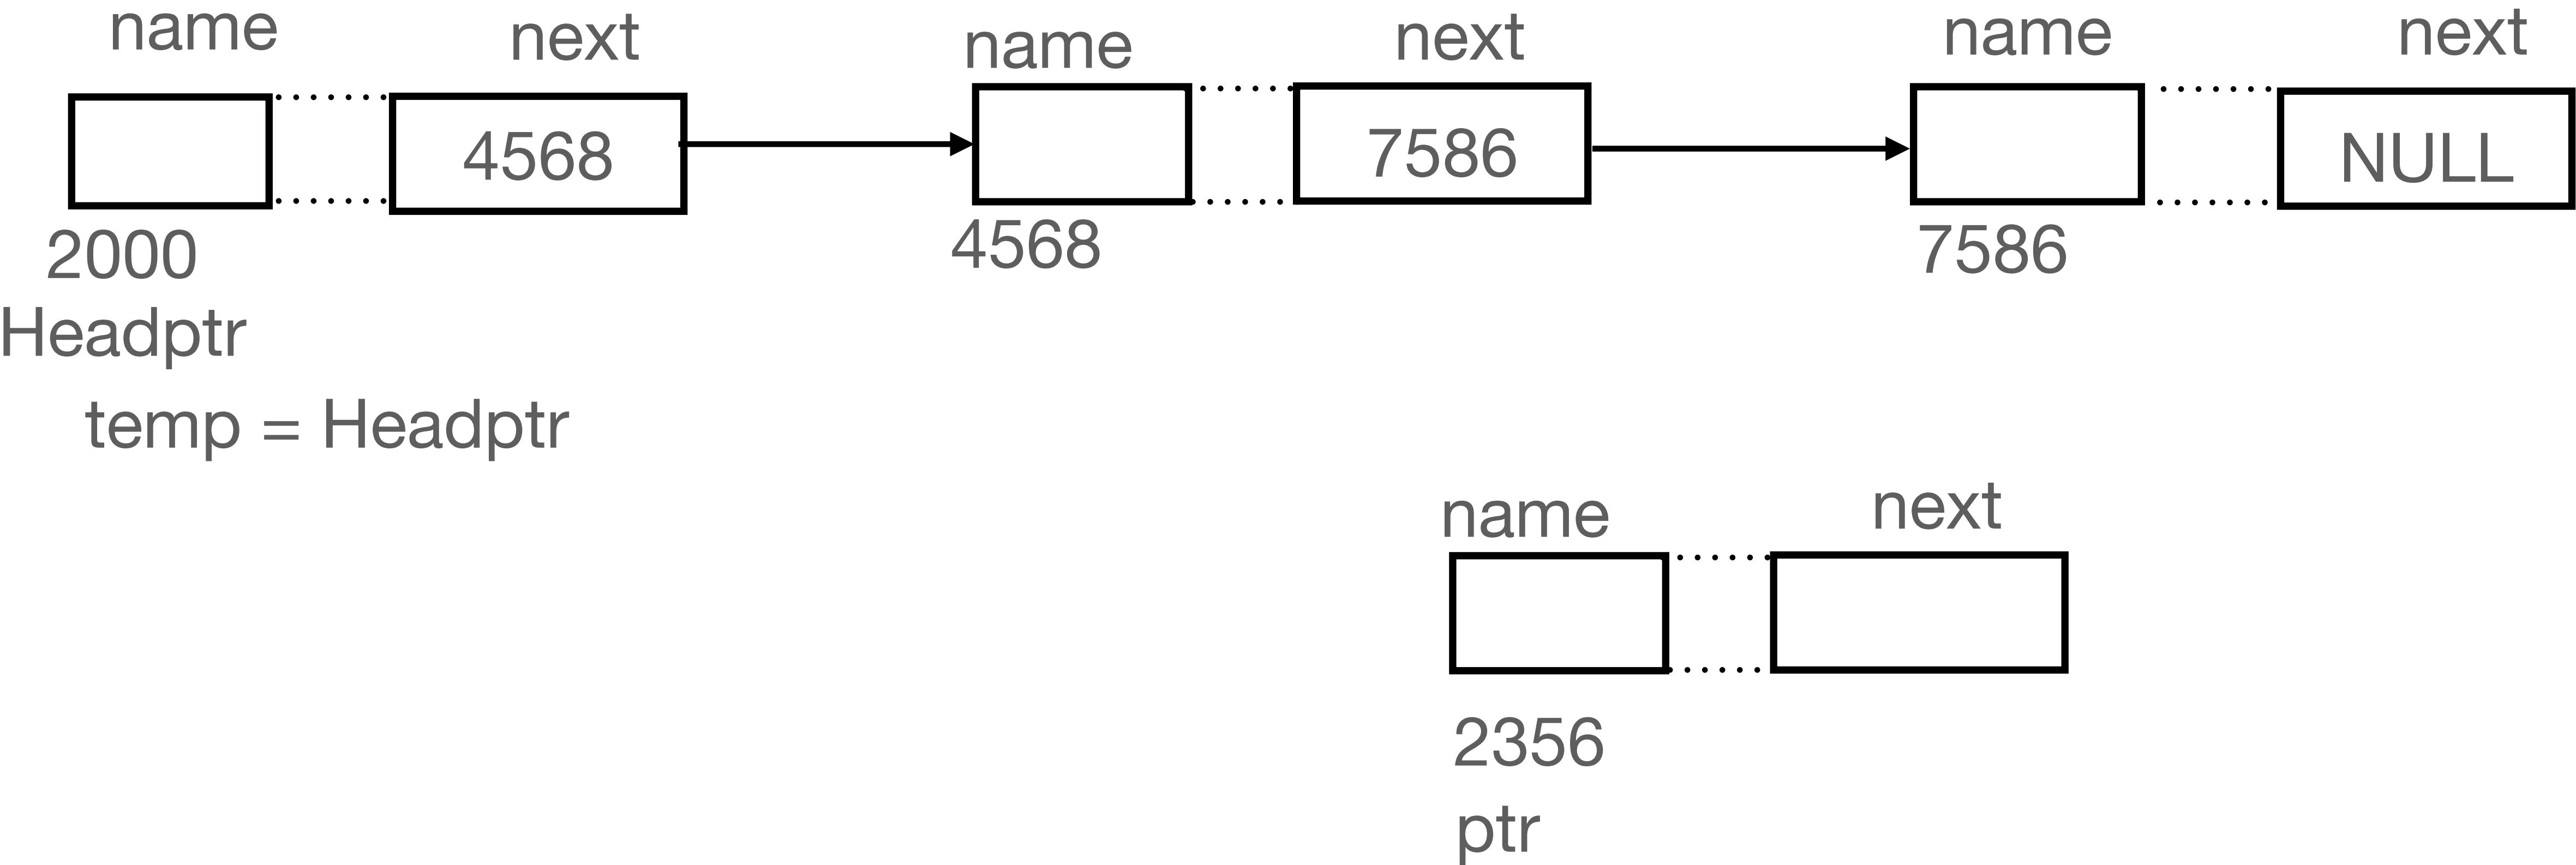 name next name next name next
4568 7586 NULL
2000 4568 7586
Headptr
temp = Headptr
name next
2356
ptr